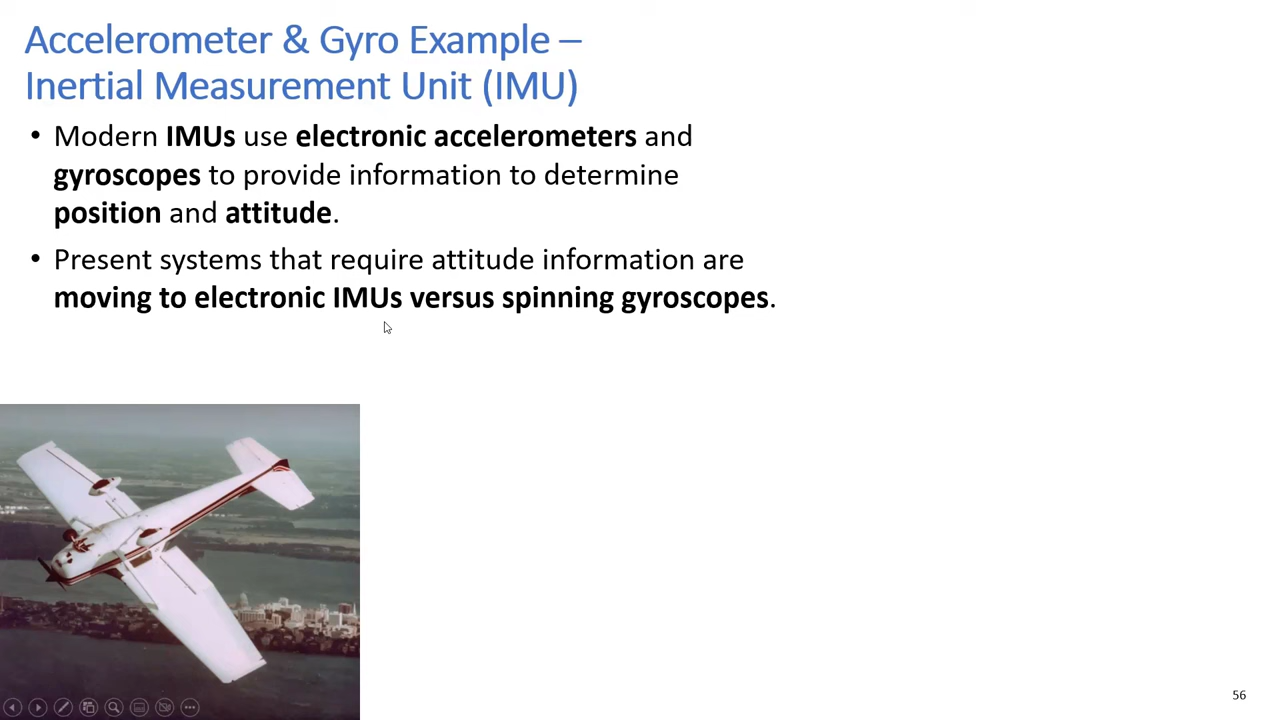 Accelerometer & Gyro Example –
Inertial Measurement Unit (IMU)
• Modern IMUs use electronic accelerometers and
gyroscopes to provide information to determine
position and attitude.
• Present systems that require attitude information are
moving to electronic IMUs versus spinning gyroscopes.
56